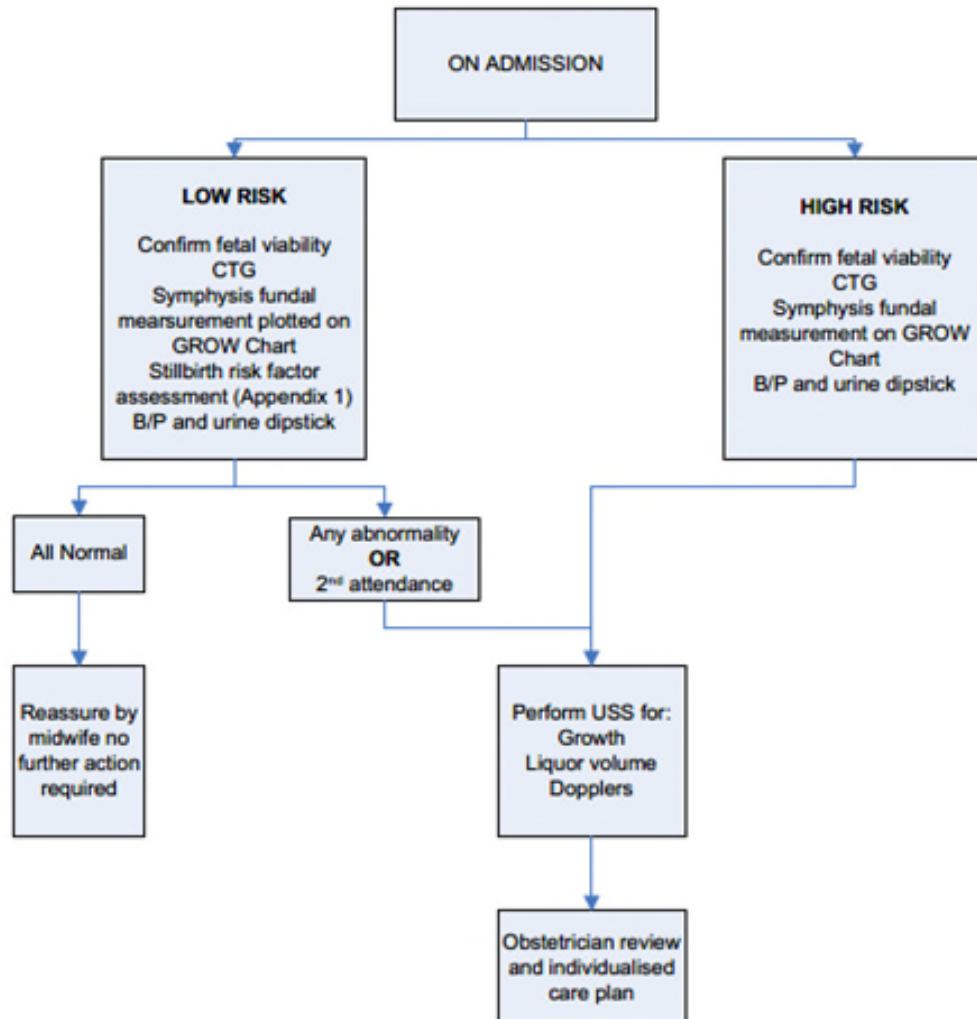 ON ADMISSION
LOW RISK
Confirm fetal viability
CTG
Symphysis fundal
mearsurement plotted on
GROW Chart
Stillbirth risk factor
assessment (Appendix 1)
B/P and urine dipstick
HIGH RISK
Confirm fetal viability
CTG
Symphysis fundal
measurement on GROW
Chart
B/P and urine dipstick
All Normal
Any abnormality
OR
2nd attendance
Reassure by
midwife no
further action
required
Perform USS for:
Growth
Liquor volume
Dopplers
Obstetrician review
and individualised
care plan